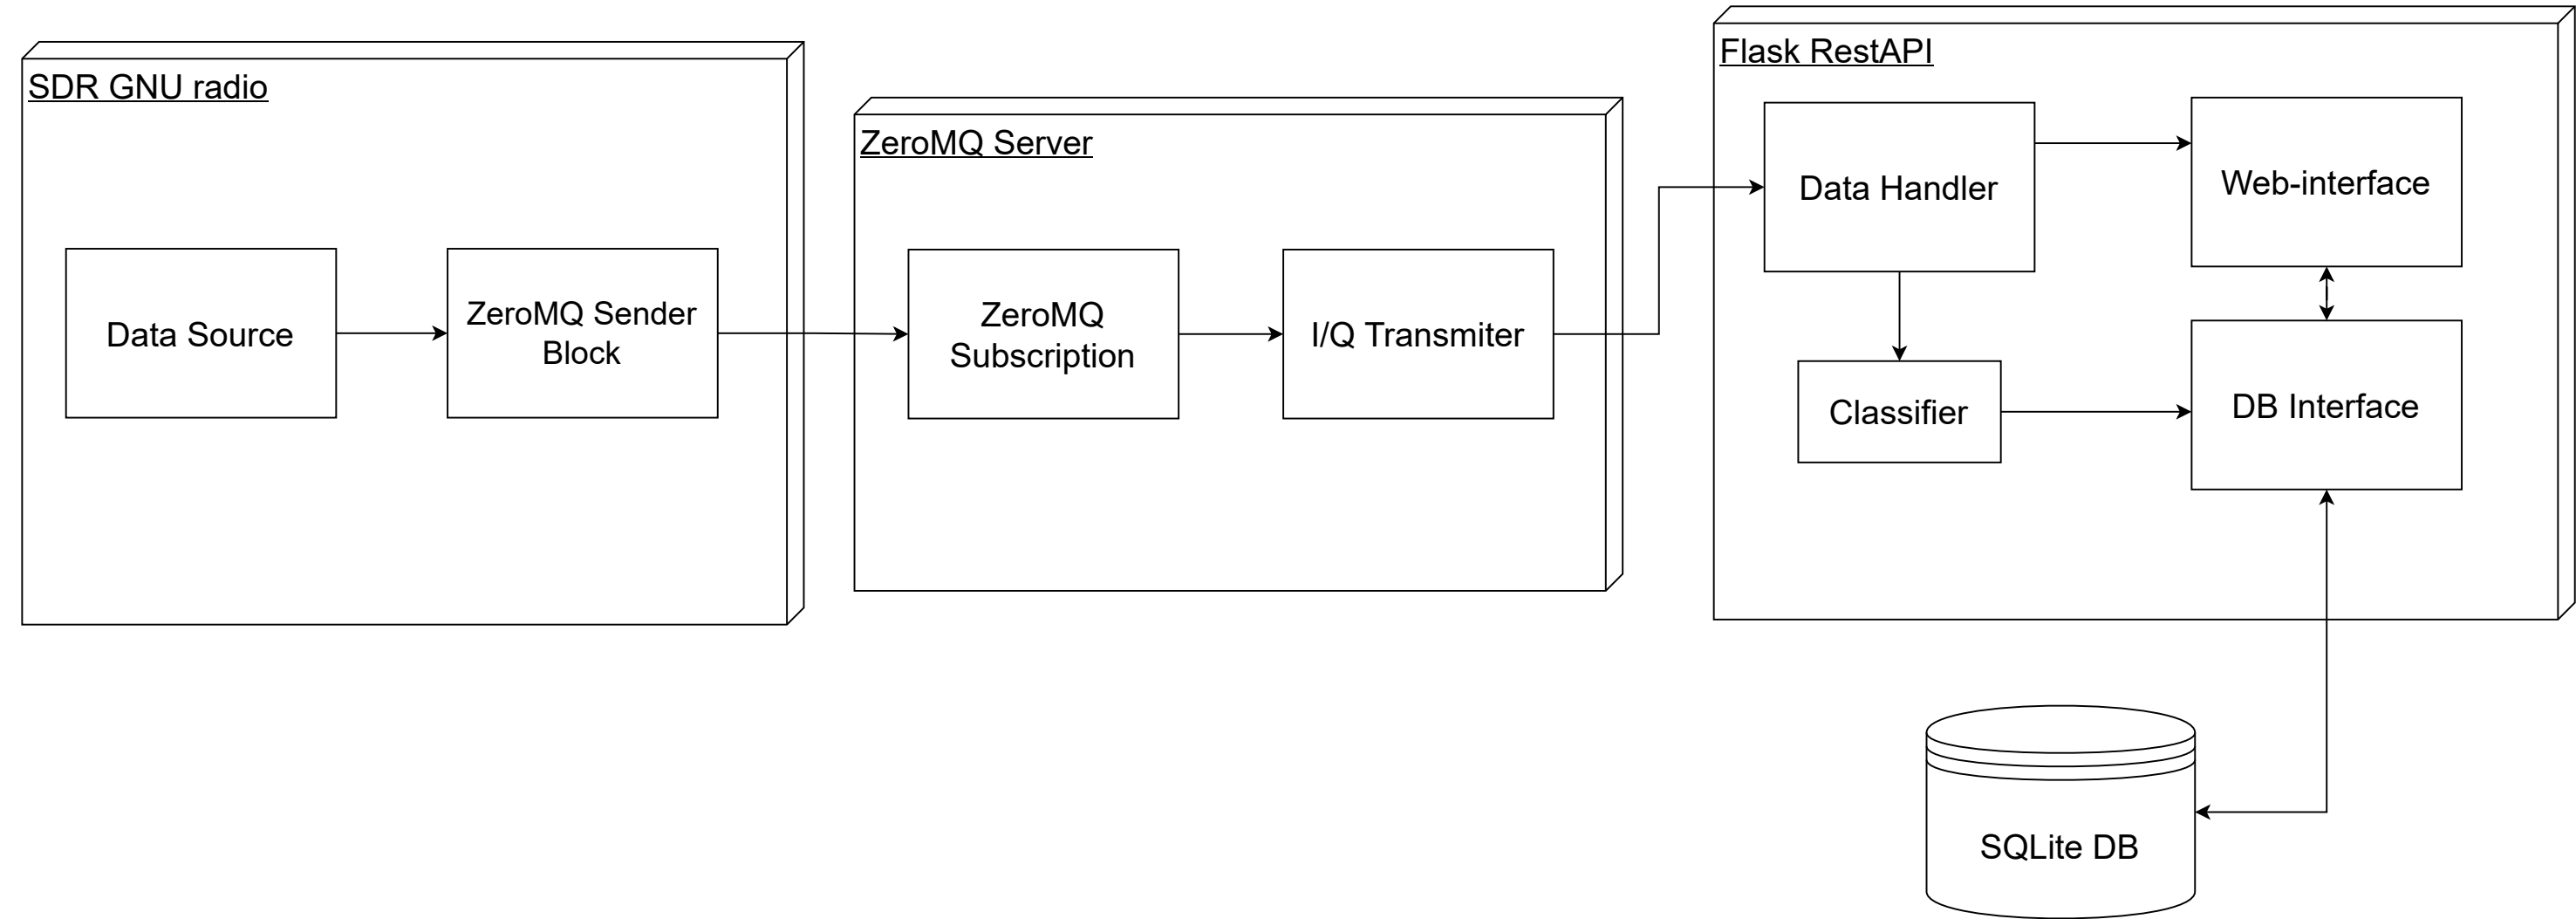 SDR GNU radio
Data Source
ZeroMQ Sender
Block
ZeroMQ Server
ZeroMQ
Subscription
I/Q Transmiter
Flask RestAPI
Data Handler
Web-interface
Classifier
DB Interface
SQLite DB